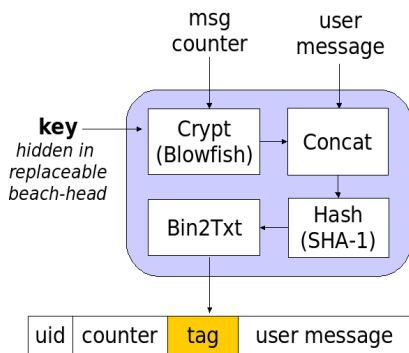 msg
counter
user
message
key
hidden in
replaceable
beach-head
Crypt
(Blowfish)
Concat
Bin2Txt
Hash
(SHA-1)
uid counter tag user message